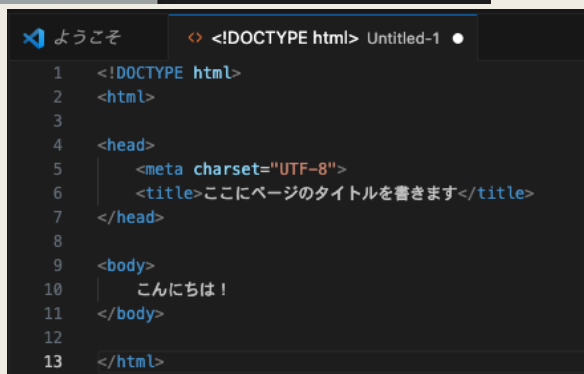 ようこそ
<> <!DOCTYPE html> Untitled-1 ●
1 <!DOCTYPE html>
2 <html>
3
4 <head>
5     <meta charset="UTF-8">
6     <title>ここにページのタイトルを書きます</title>
7 </head>
8
9 <body>
10     こんにちは！
11 </body>
12
13 </html>